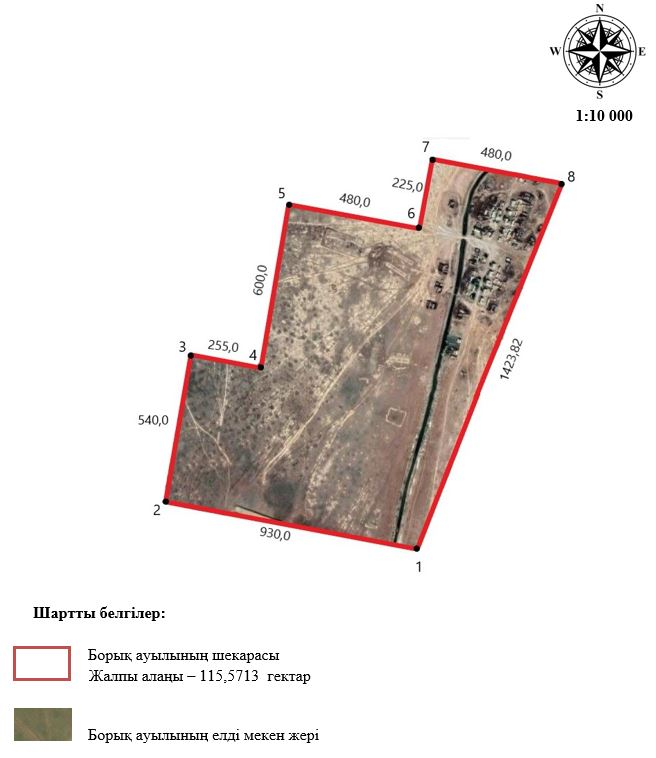 N
W
E
S
1:10 000
7
480,0
8
225,0
5
480,0
6
600,0
3
255,0
4
1423,82
540,0
2
930,0
1
Шартты белгілер:
Борық ауылының шекарасы
Жалпы алаңы – 115,5713 гектар
Борық ауылының елді мекен жері